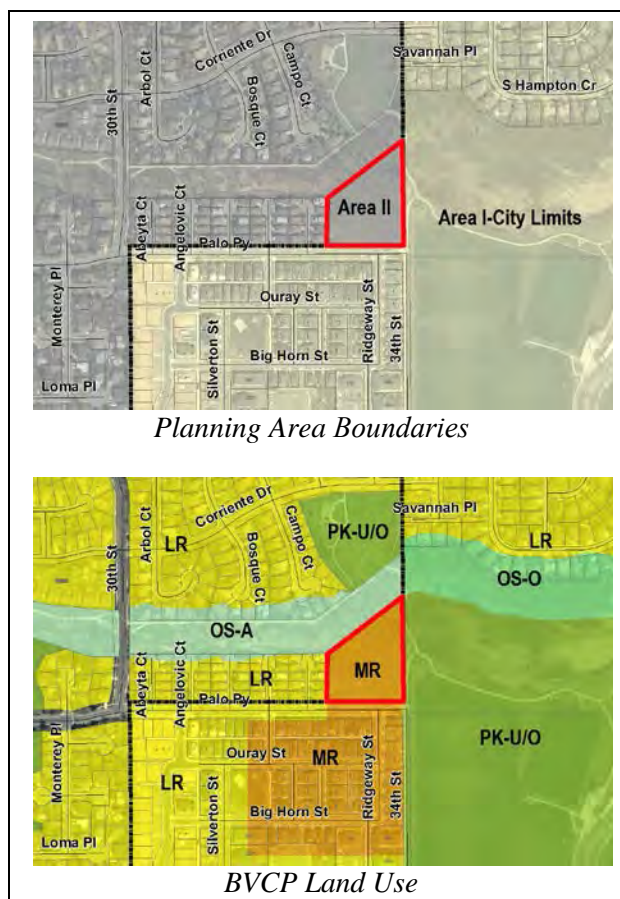 Savannah Pl
Corriente Dr
Campo Ct
Arbol Ct
S Hampton Cr
Bosque Ct
30th St
Area II
Area I-City Limits
Abeyta Ct
Angelovic Ct
Palo Py
Monterey Pl
Ouray St
Ridgeway St
34th St
Silverton St
Big Horn St
Loma Pl
Planning Area Boundaries
Savannah Pl
Corriente Dr
Campo Ct
PK-U/O
LR
Arbol Ct
LR
30th St
Bosque Ct
OS-O
OS-A
Abeyta Ct
Angelovic Ct
LR
MR
Palo Py
Monterey Pl
PK-U/O
Ouray St
MR
Ridgeway St
34th St
LR
Silverton St
Big Horn St
Loma Pl
BVCP Land Use